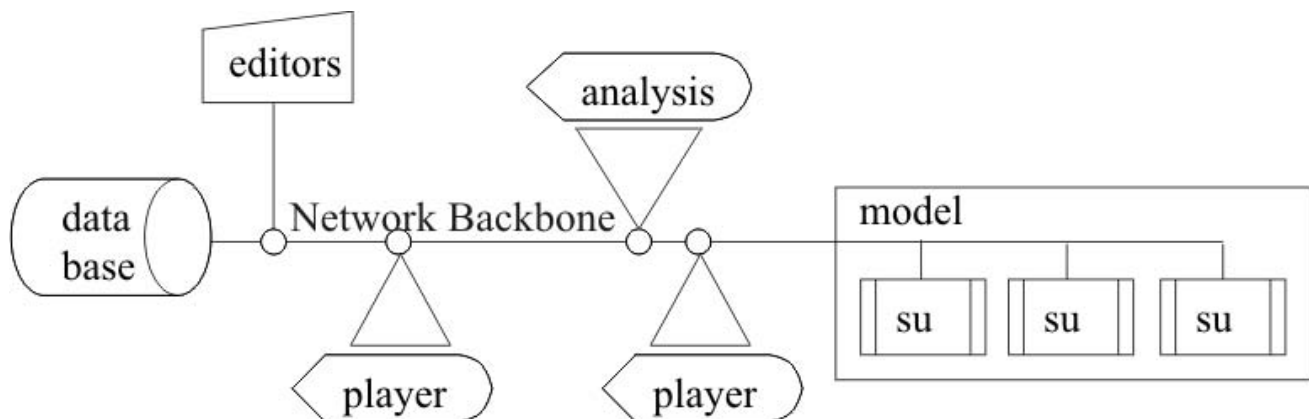 editors
analysis
data
base
Network Backbone
model
su
su
su
player
player